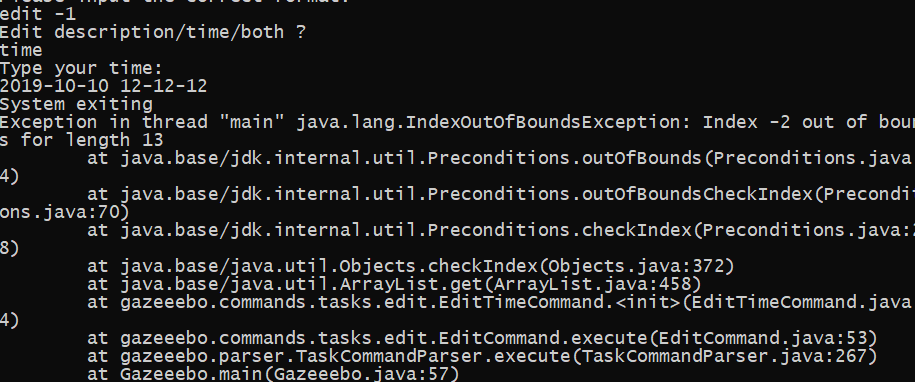 Please input the correct format.
edit -1
Edit description/time/both ?
time
Type your time:
2019-10-10 12-12-12
System exiting
Exception in thread "main" java.lang.IndexOutOfBoundsException: Index -2 out of boun
s for length 13
at java.base/jdk.internal.util.Preconditions.outOfBounds(Preconditions.java
4)
at java.base/jdk.internal.util.Preconditions.outOfBoundsCheckIndex(Precondit
ons.java:70)
at java.base/jdk.internal.util.Preconditions.checkIndex(Preconditions.java:2
8)
at java.base/java.util.Objects.checkIndex(Objects.java:372)
at java.base/java.util.ArrayList.get(ArrayList.java:458)
at gazeeebo.commands.tasks.edit.EditTimeCommand.<init>(EditTimeCommand.java
4)
at gazeeebo.commands.tasks.edit.EditCommand.execute(EditCommand.java:53)
at gazeeebo.parser.TaskCommandParser.execute(TaskCommandParser.java:267)
at Gazeeebo.main(Gazeeebo.java:57)